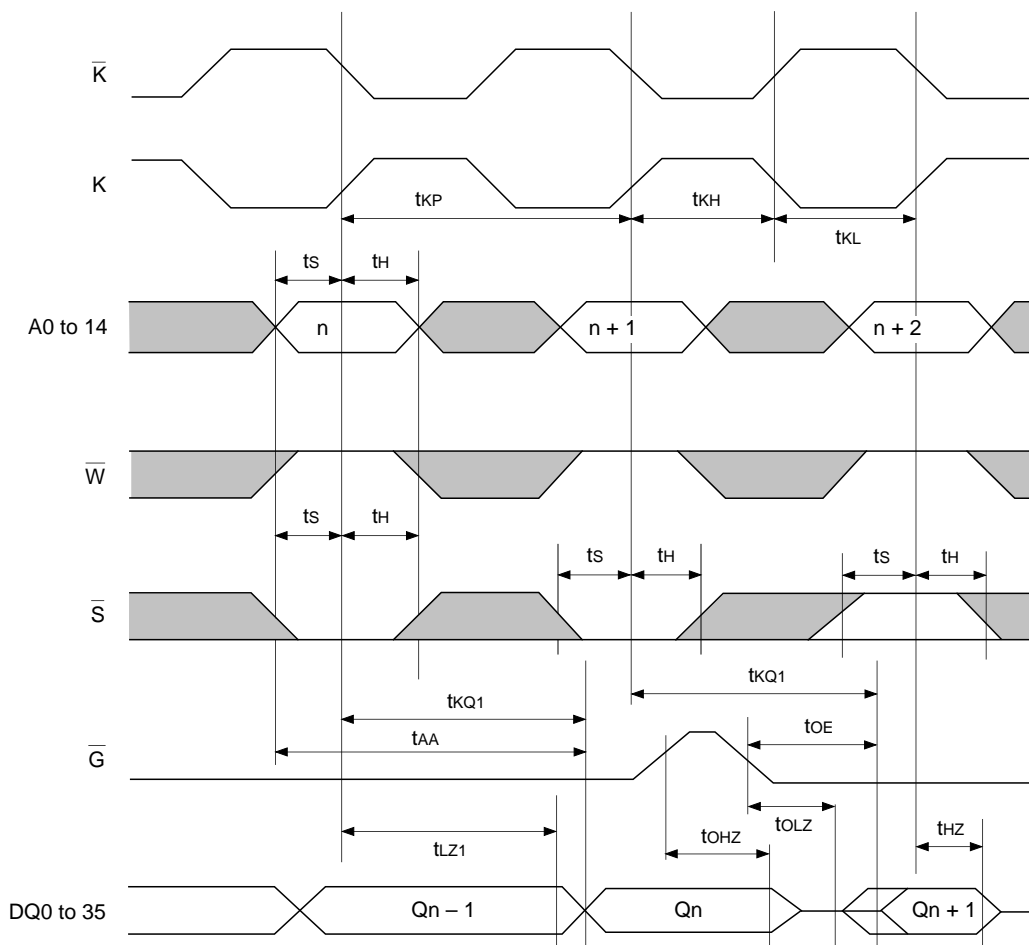 K̅
K
tKP
tKH
tKL
tS
tH
A0 to 14
n
n + 1
n + 2
W̅
tS
tH
tS
tH
tS
tH
S̅
tKQ1
tKQ1
tAA
tOE
G̅
tLZ1
tOHZ
tOLZ
tHZ
DQ0 to 35
Qn – 1
Qn
Qn + 1